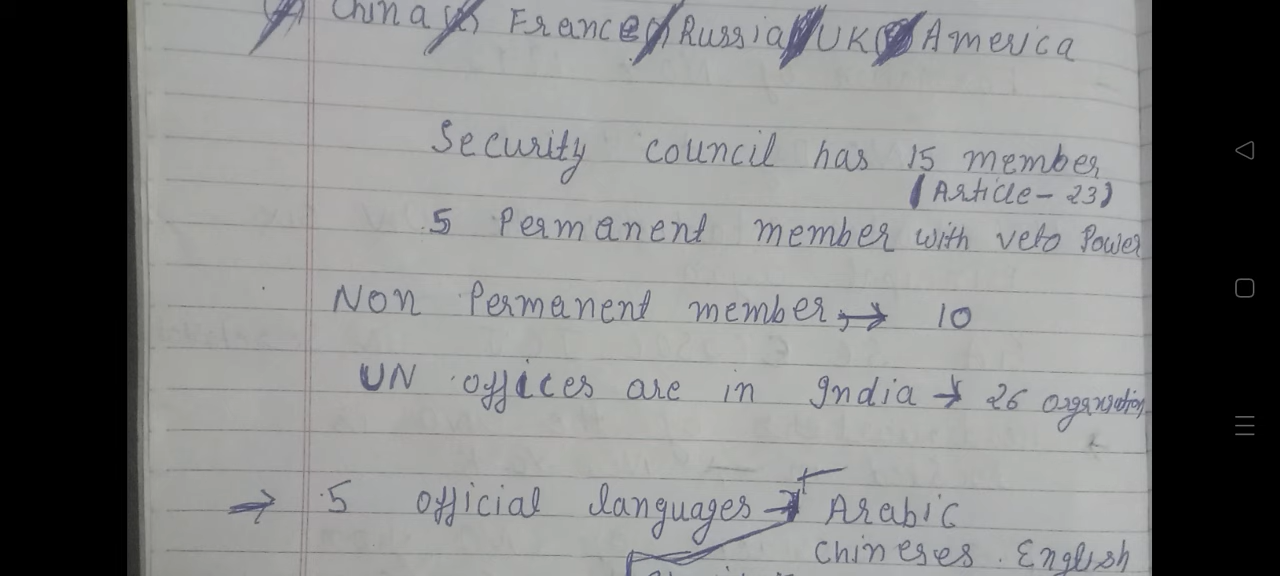 China France Russia UK America
Security council has 15 member
(Article - 23)
5 Permanent member with veto Power
Non Permanent member → 10
UN offices are in India → 26 organisation
⇒ 5 official languages → Arabic
Chineses. English